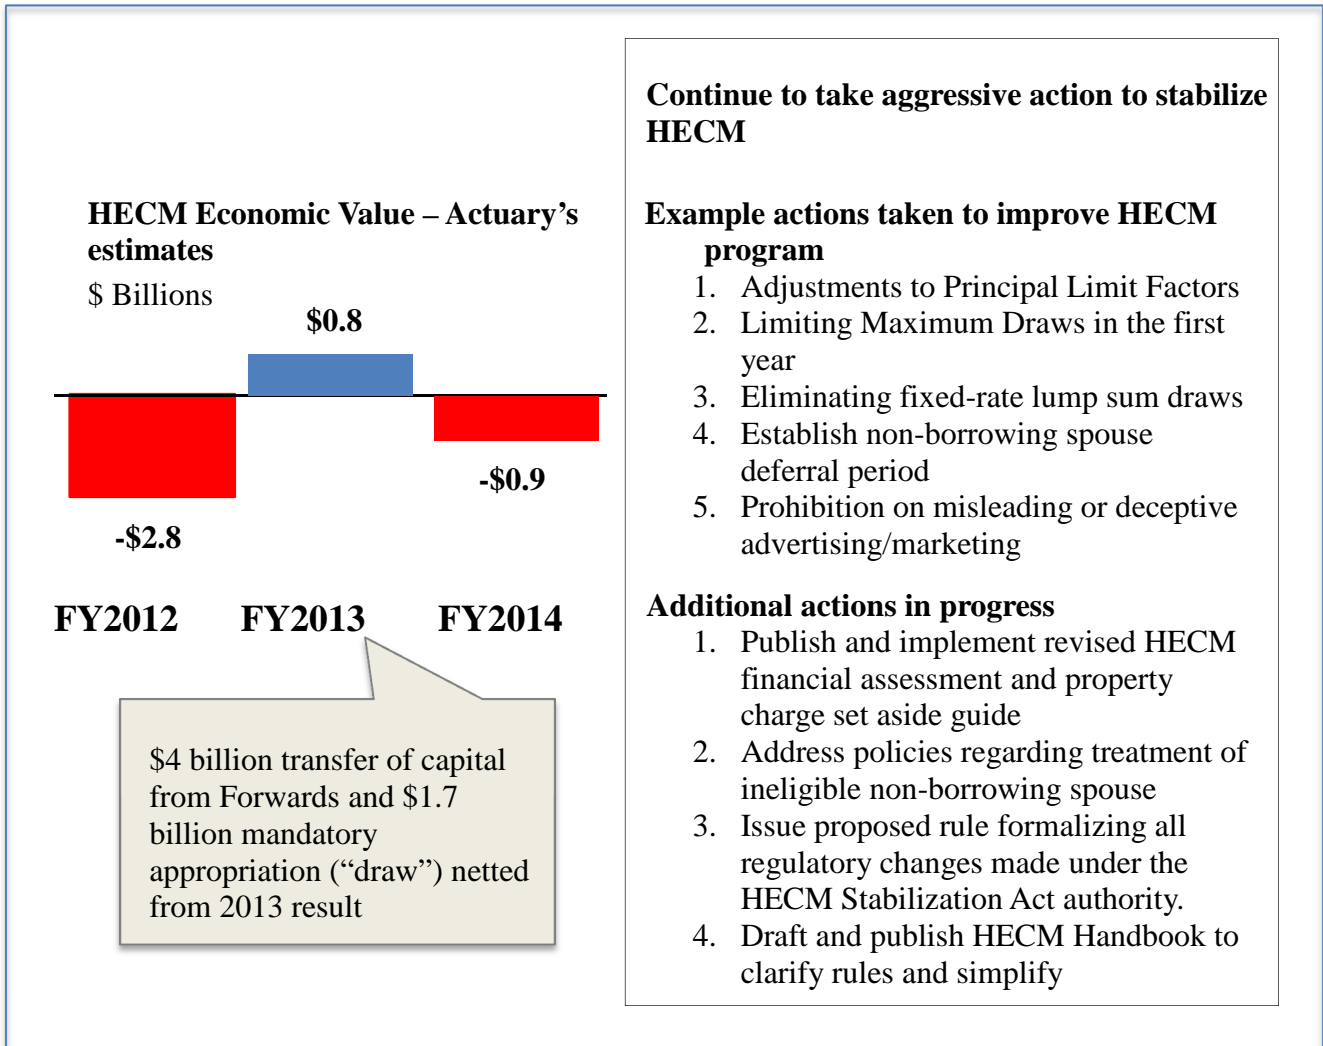 HECM Economic Value – Actuary’s
estimates
$ Billions
$0.8
-$0.9
-$2.8
FY2012 FY2013 FY2014
$4 billion transfer of capital
from Forwards and $1.7
billion mandatory
appropriation (“draw”) netted
from 2013 result
Continue to take aggressive action to stabilize
HECM
Example actions taken to improve HECM
program
1. Adjustments to Principal Limit Factors
2. Limiting Maximum Draws in the first
year
3. Eliminating fixed-rate lump sum draws
4. Establish non-borrowing spouse
deferral period
5. Prohibition on misleading or deceptive
advertising/marketing
Additional actions in progress
1. Publish and implement revised HECM
financial assessment and property
charge set aside guide
2. Address policies regarding treatment of
ineligible non-borrowing spouse
3. Issue proposed rule formalizing all
regulatory changes made under the
HECM Stabilization Act authority.
4. Draft and publish HECM Handbook to
clarify rules and simplify